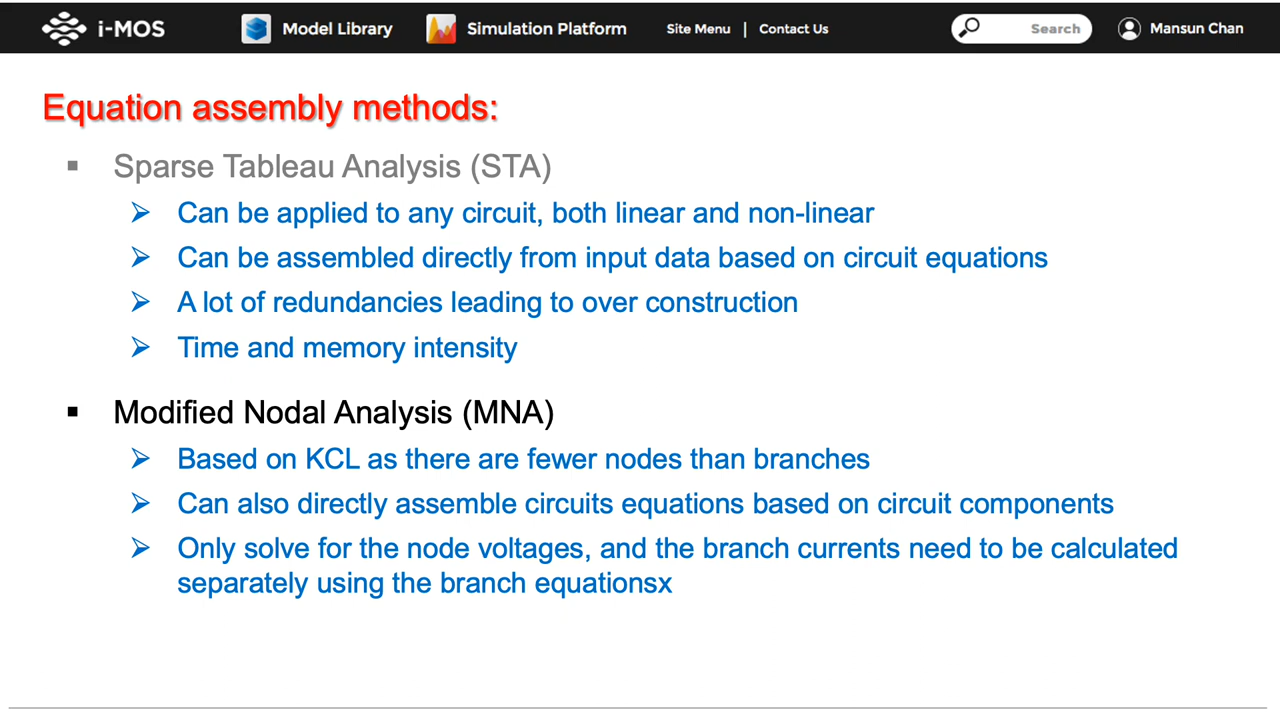 i-MOS Model Library Simulation Platform Site Menu | Contact Us Search Mansun Chan
Equation assembly methods:
▪ Sparse Tableau Analysis (STA)
➢ Can be applied to any circuit, both linear and non-linear
➢ Can be assembled directly from input data based on circuit equations
➢ A lot of redundancies leading to over construction
➢ Time and memory intensity
▪ Modified Nodal Analysis (MNA)
➢ Based on KCL as there are fewer nodes than branches
➢ Can also directly assemble circuits equations based on circuit components
➢ Only solve for the node voltages, and the branch currents need to be calculated
separately using the branch equationsx